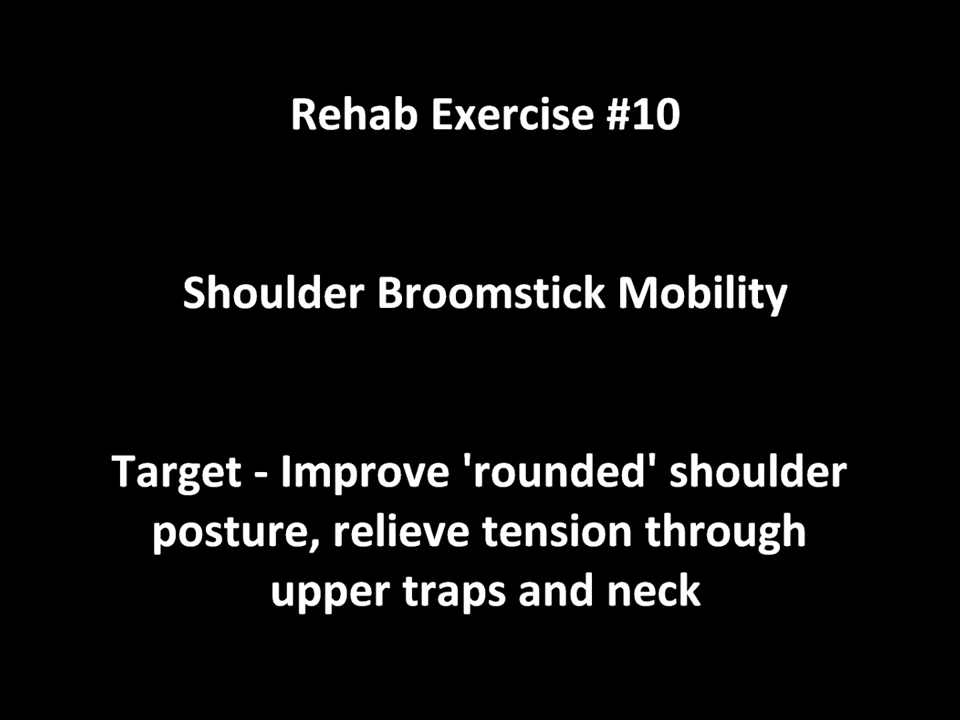 Rehab Exercise #10
Shoulder Broomstick Mobility
Target - Improve 'rounded' shoulder
posture, relieve tension through
upper traps and neck